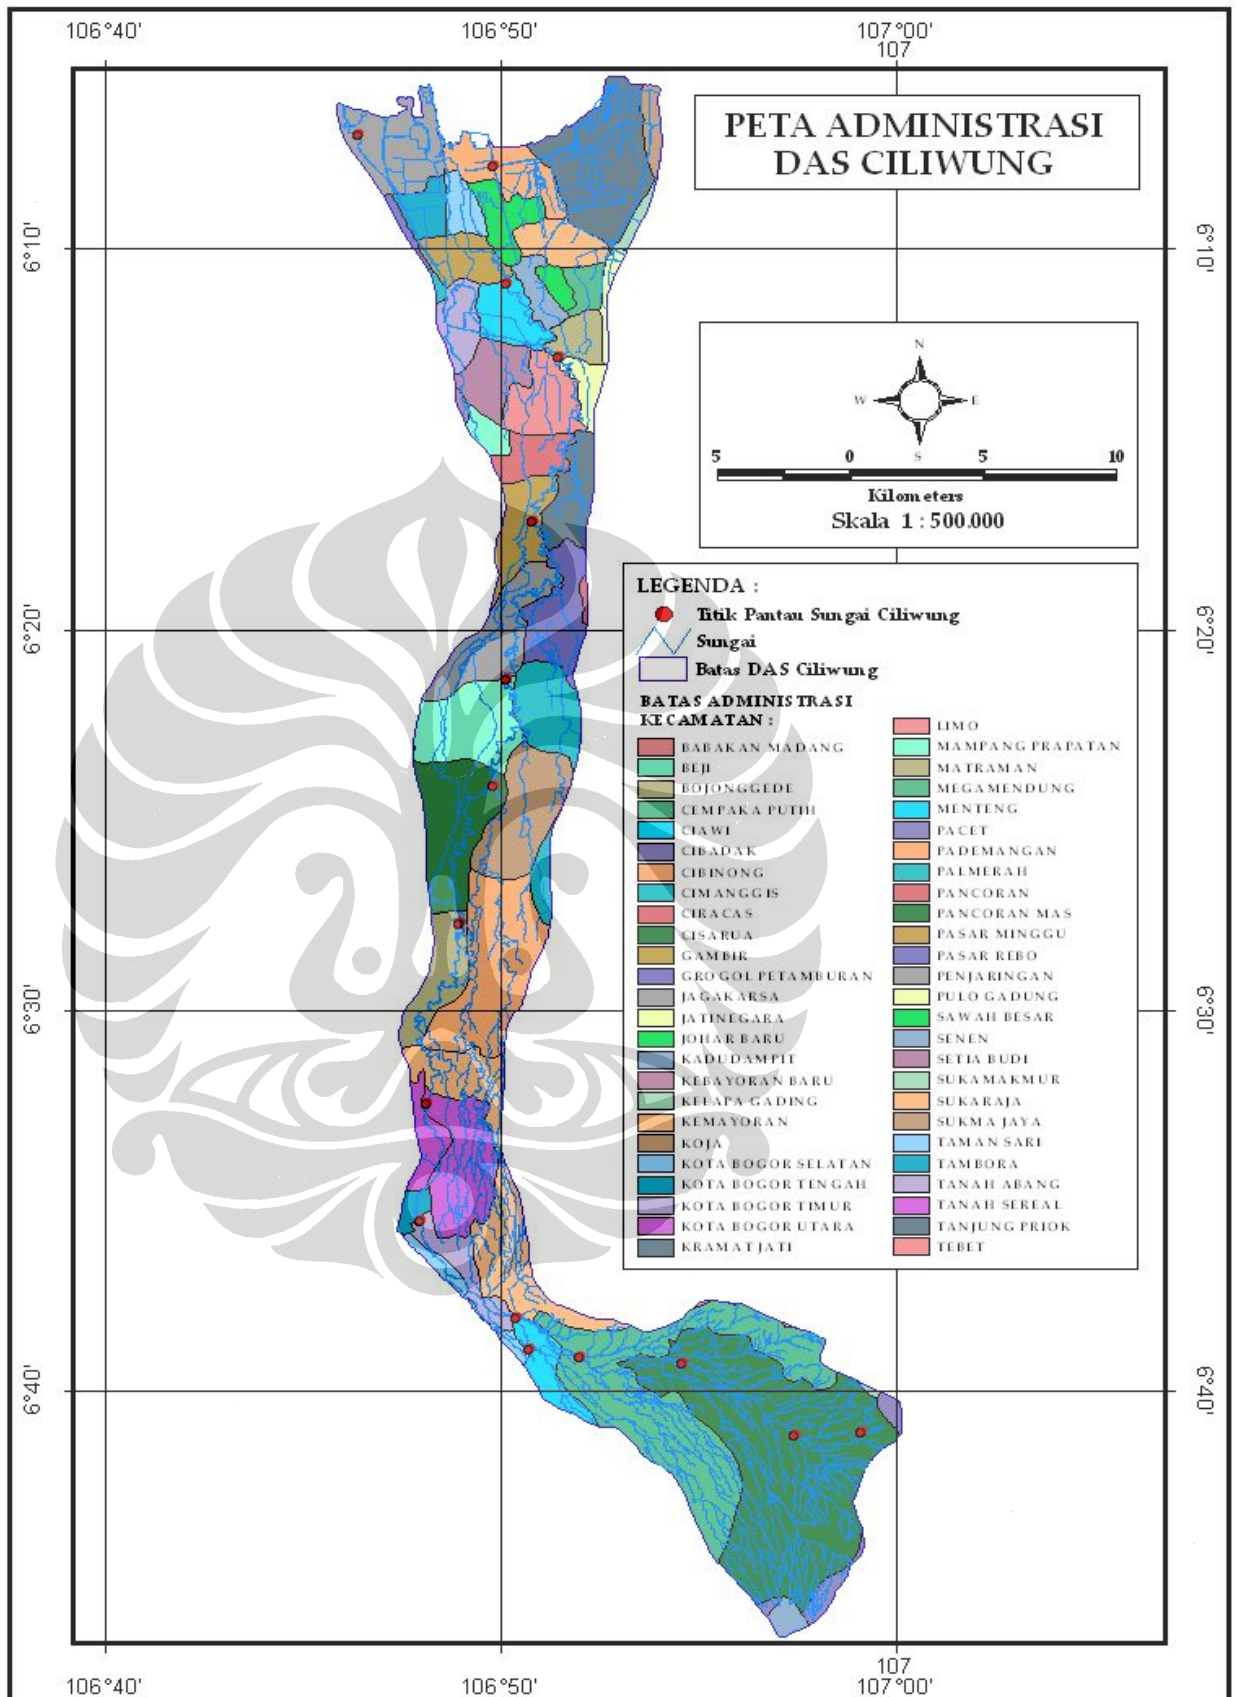 106°40' 106°50' 107°00'
107
PETA ADMINISTRASI
DAS CILIWUNG
6°10' 6°10'
N
W E
S
5 0 5 10
Kilometers
Skala 1 : 500.000
LEGENDA :
Titik Pantau Sungai Ciliwung
Sungai
Batas DAS Ciliwung
6°20' 6°20'
BATAS ADMINISTRASI
KECAMATAN :
BABAKAN MADANG
BEJI
BOJONGGEDE
CEMPAKA PUTIH
CIAWI
CIBADAK
CIBINONG
CIMANGGIS
CIRACAS
CISARUA
GAMBIR
GROGOL PETAMBURAN
JAGAKARSA
JATINEGARA
JOHAR BARU
KADUDAMPIT
KEBAYORAN BARU
KELAPA GADING
KEMAYORAN
KOJA
KOTA BOGOR SELATAN
KOTA BOGOR TENGAH
KOTA BOGOR TIMUR
KOTA BOGOR UTARA
KRAMAT JATI
LIMO
MAMPANG PRAPATAN
MATRAMAN
MEGAMENDUNG
MENTENG
PACET
PADEMANGAN
PALMERAH
PANCORAN
PANCORAN MAS
PASAR MINGGU
PASAR REBO
PENJARINGAN
PULO GADUNG
SAWAH BESAR
SENEN
SETIA BUDI
SUKAMAKMUR
SUKARAJA
SUKMA JAYA
TAMAN SARI
TAMBORA
TANAH ABANG
TANAH SEREAL
TANJUNG PRIOK
TEBET
6°30' 6°30'
6°40' 6°40'
107
106°40' 106°50' 107°00'